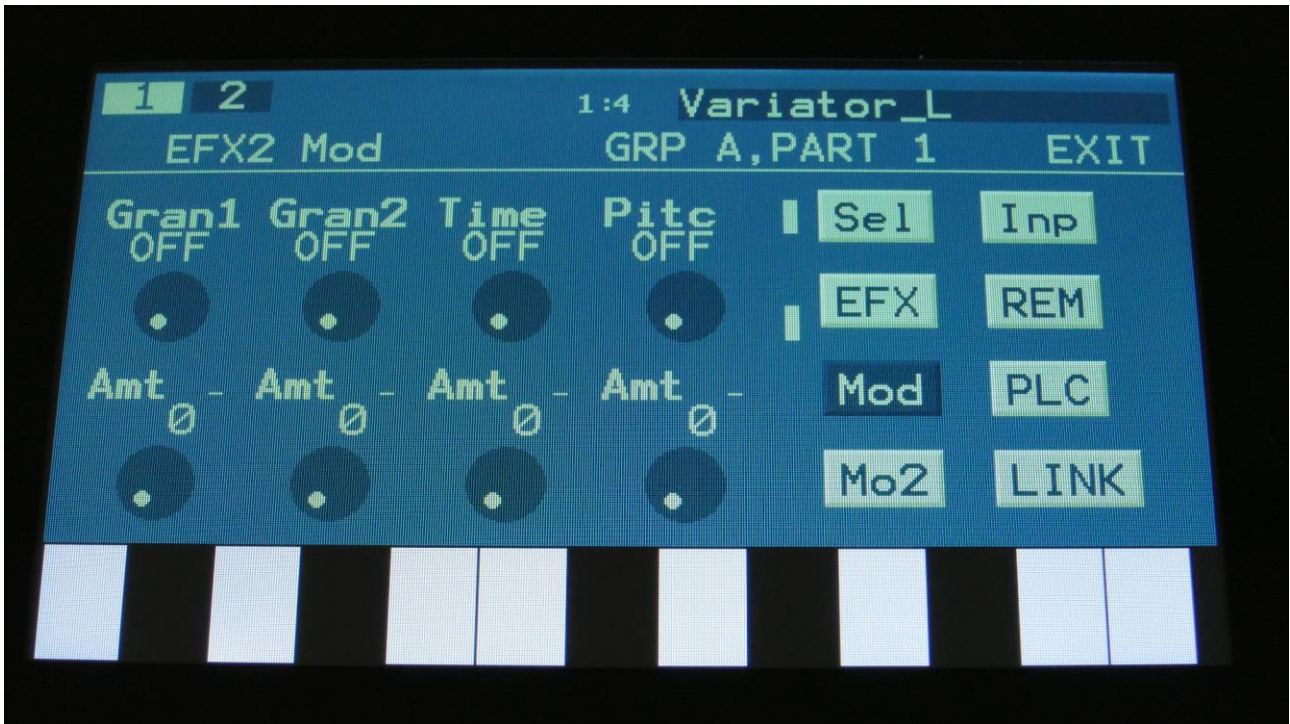 1 2 1:4 Variator_L
EFX2 Mod GRP A,PART 1 EXIT
Gran1 Gran2 Time Pitc Sel Inp
OFF OFF OFF OFF
EFX REM
Amt - Amt - Amt - Amt - Mod PLC
0 0 0 0
Mo2 LINK